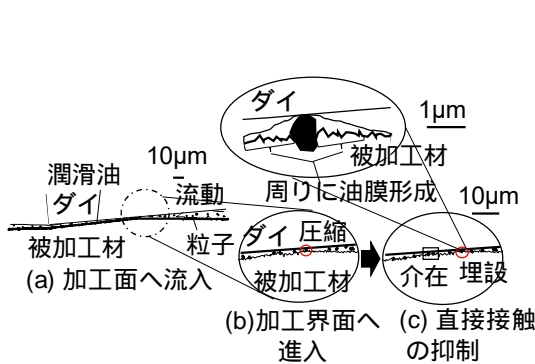 ダイ
1μm
被加工材
10μm
潤滑油
ダイ
流動
周りに油膜形成
10μm
被加工材
粒子
ダイ 圧縮
被加工材
介在 埋設
(a) 加工面へ流入
(b)加工界面へ
進入
(c) 直接接触
の抑制